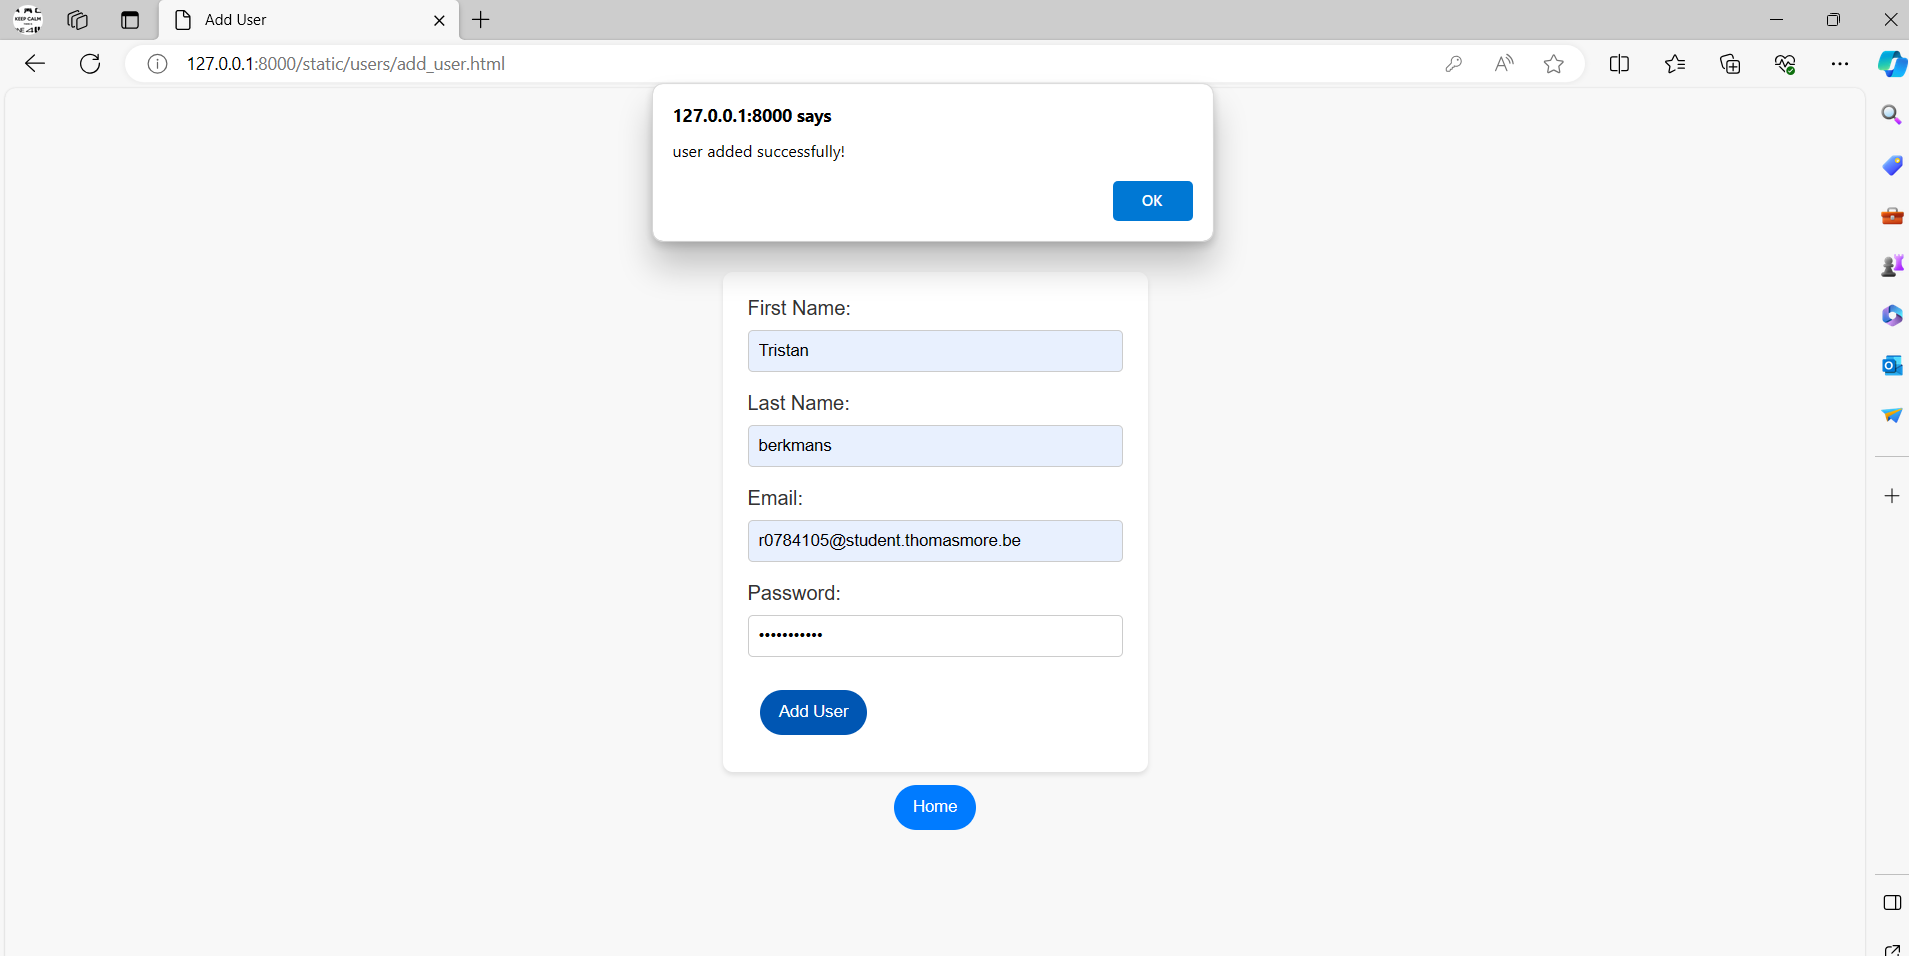 Add User
127.0.0.1:8000/static/users/add_user.html
127.0.0.1:8000 says
user added successfully!
OK
First Name:
Tristan
Last Name:
berkmans
Email:
r0784105@student.thomasmore.be
Password:
•••••••••••
Add User
Home